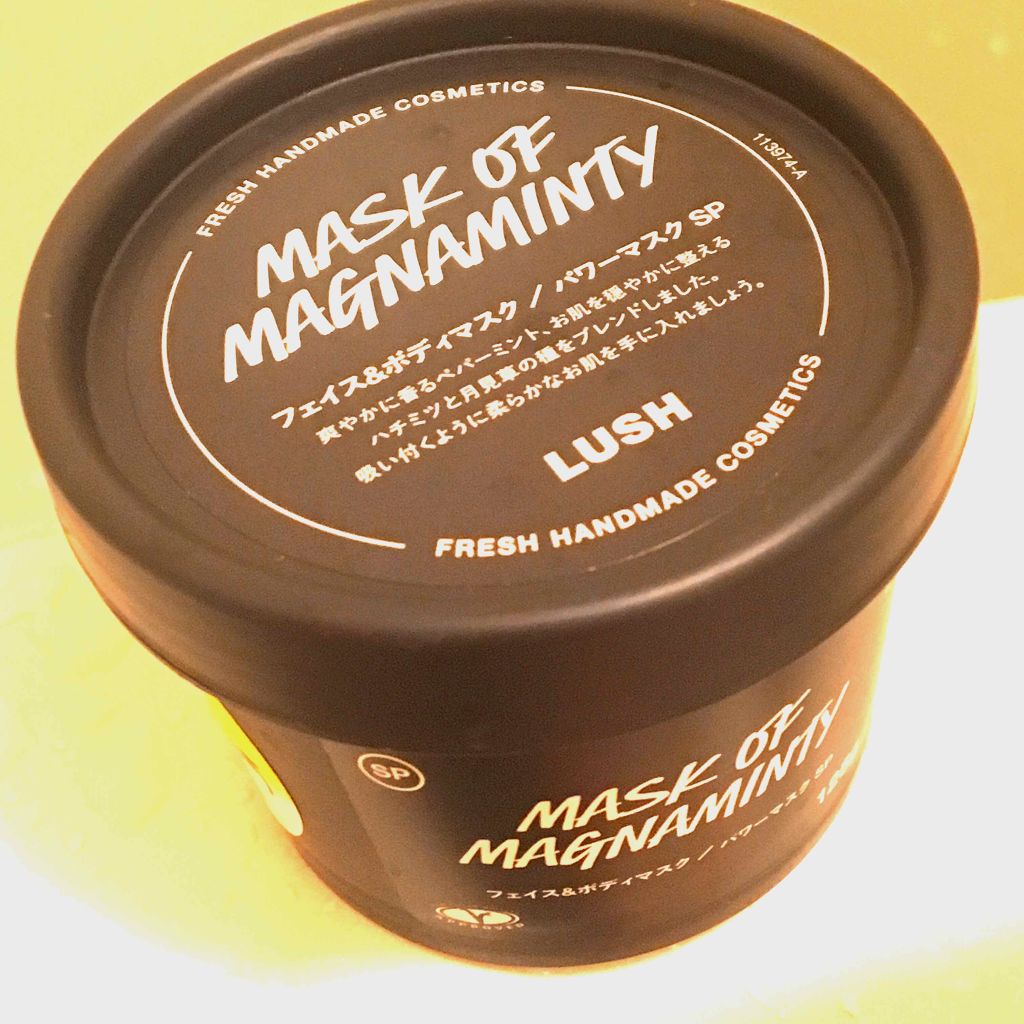 FRESH HANDMADE COSMETICS
113974-A
MASK OF
MAGNAMINTY
フェイス&ボディマスク / パワーマスク SP
爽やかに香るペパーミント、お肌を穏やかに整える
ハチミツと月見草の種をブレンドしました。
吸い付くように柔らかなお肌を手に入れましょう。
LUSH
FRESH HANDMADE COSMETICS
SP
MASK OF
MAGNAMINTY
フェイス&ボディマスク / パワーマスク SP
APPROVED